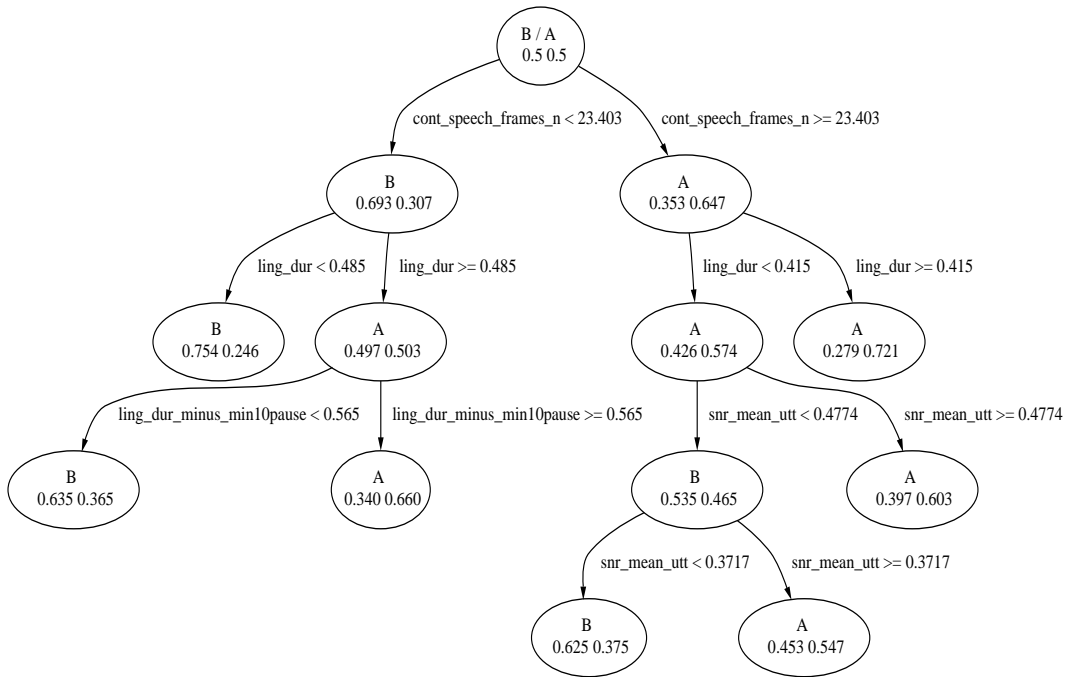 B / A
0.5 0.5
cont_speech_frames_n < 23.403
cont_speech_frames_n >= 23.403
B
0.693 0.307
A
0.353 0.647
ling_dur < 0.485
ling_dur >= 0.485
ling_dur < 0.415
ling_dur >= 0.415
B
0.754 0.246
A
0.497 0.503
A
0.426 0.574
A
0.279 0.721
ling_dur_minus_min10pause < 0.565
ling_dur_minus_min10pause >= 0.565
snr_mean_utt < 0.4774
snr_mean_utt >= 0.4774
B
0.635 0.365
A
0.340 0.660
B
0.535 0.465
A
0.397 0.603
snr_mean_utt < 0.3717
snr_mean_utt >= 0.3717
B
0.625 0.375
A
0.453 0.547